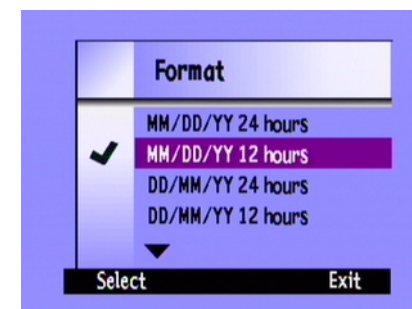 Format
MM/DD/YY 24 hours
MM/DD/YY 12 hours
DD/MM/YY 24 hours
DD/MM/YY 12 hours
Select Exit